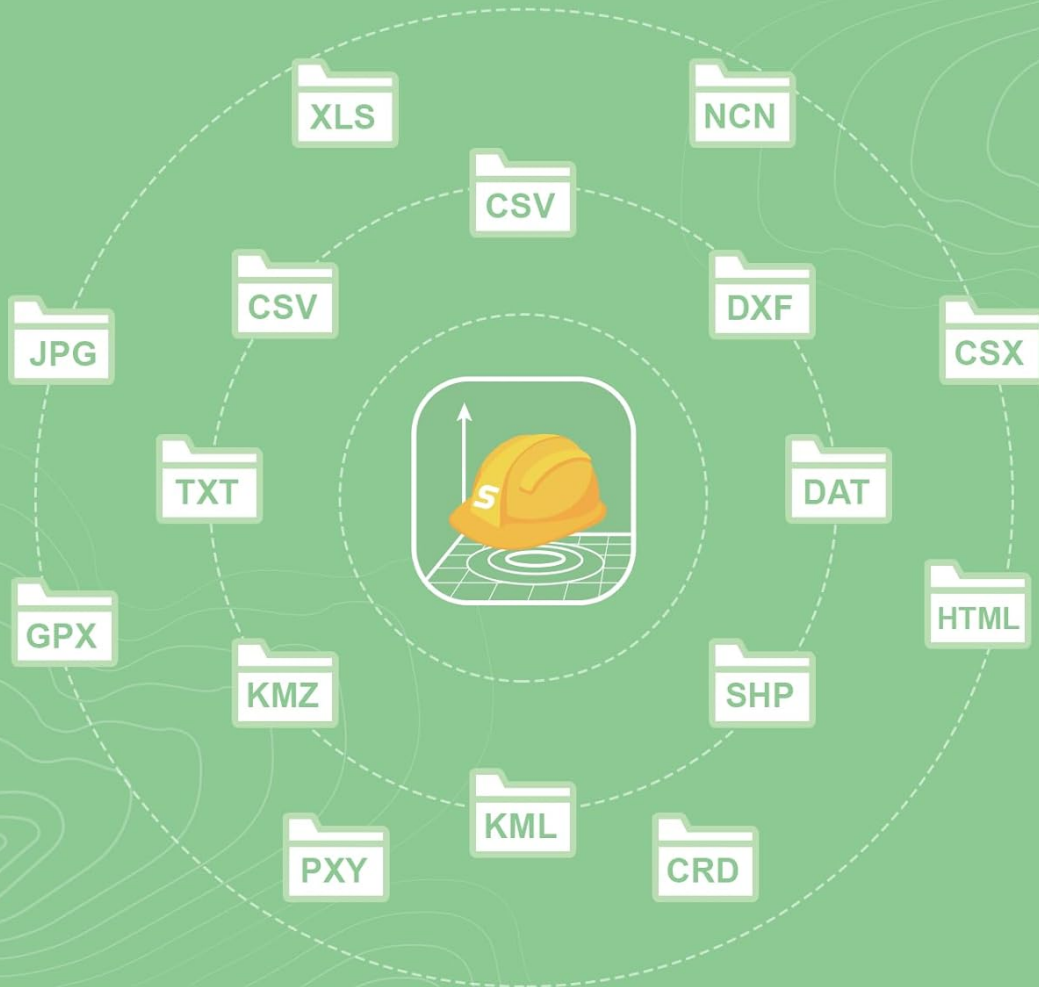 XLS
NCN
CSV
CSV
DXF
JPG
CSX
TXT
DAT
S
HTML
GPX
KMZ
SHP
KML
PXY
CRD